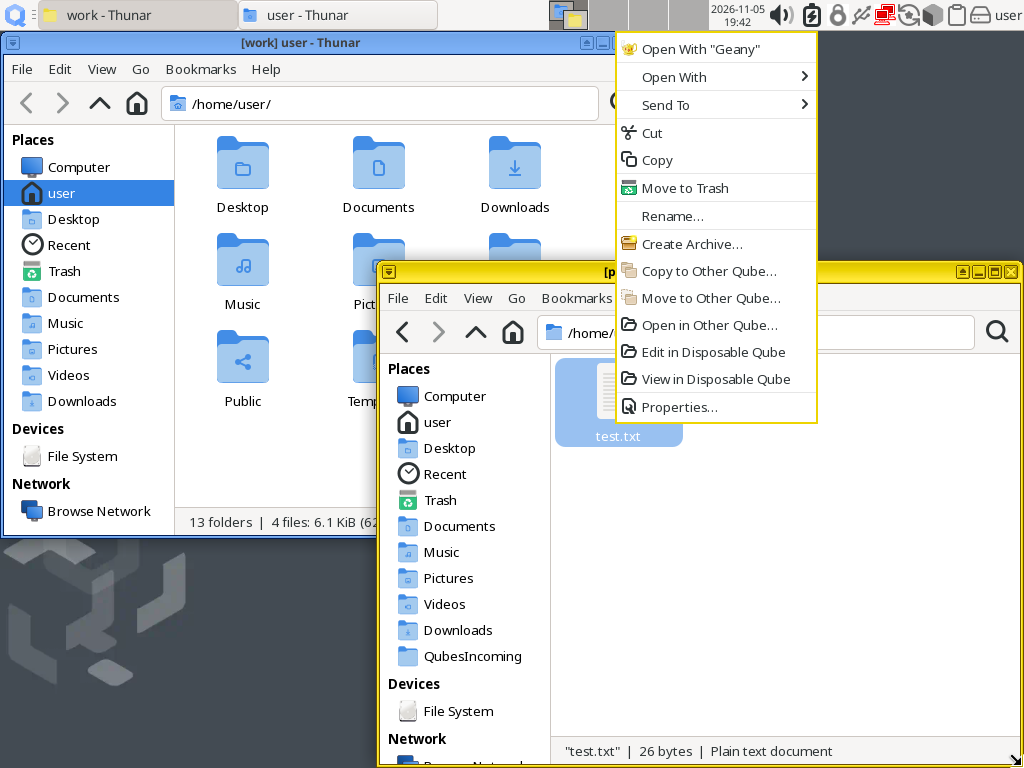 work - Thunar
user - Thunar
2026-11-05
19:42
user
[work] user - Thunar
File Edit View Go Bookmarks Help
/home/user/
Places
Computer
user
Desktop
Recent
Trash
Documents
Music
Pictures
Videos
Downloads
Devices
File System
Network
Browse Network
Desktop
Documents
Downloads
Music
Public
13 folders | 4 files: 6.1 KiB (62
Open With "Geany"
Open With
Send To
Cut
Copy
Move to Trash
Rename…
Create Archive…
Copy to Other Qube…
Move to Other Qube…
Open in Other Qube…
Edit in Disposable Qube
View in Disposable Qube
Properties…
File Edit View Go Bookmarks
/home/
Places
Computer
user
Desktop
Recent
Trash
Documents
Music
Pictures
Videos
Downloads
QubesIncoming
Devices
File System
Network
test.txt
"test.txt" | 26 bytes | Plain text document